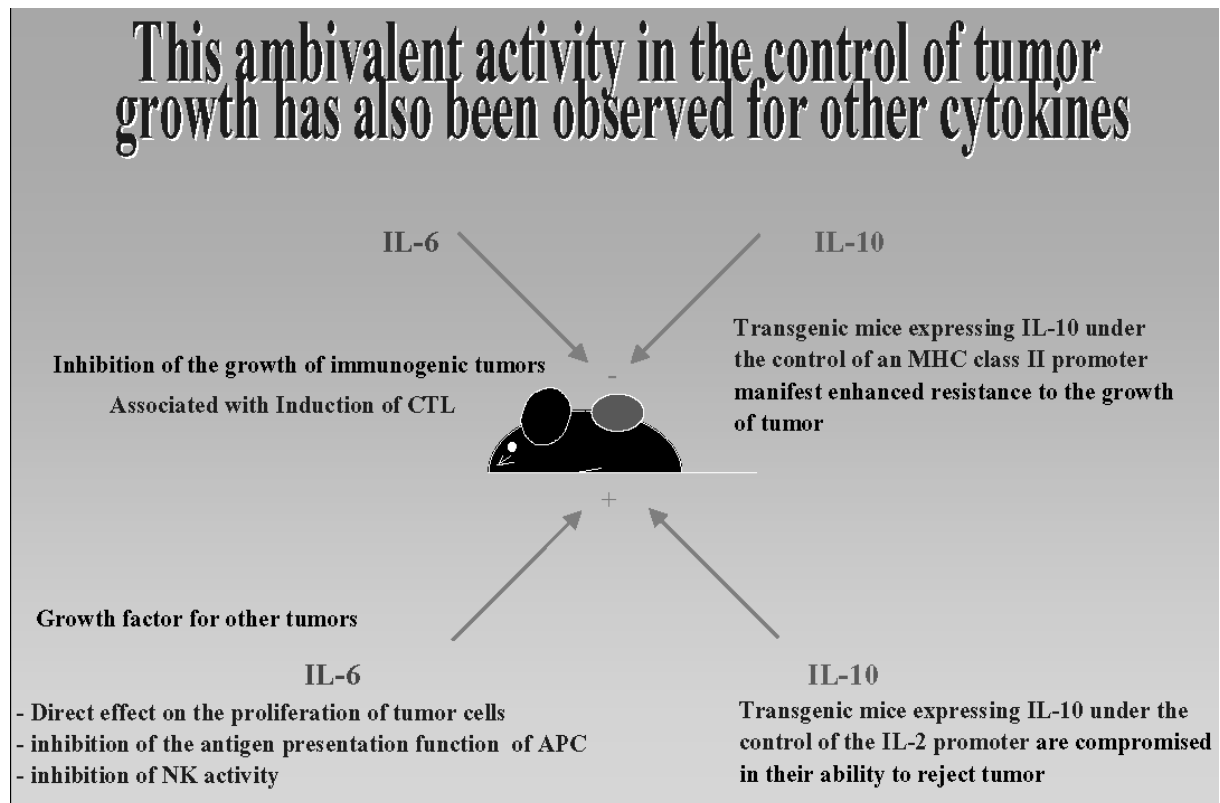 This ambivalent activity in the control of tumor
growth has also been observed for other cytokines
IL-6
IL-10
Inhibition of the growth of immunogenic tumors
Associated with Induction of CTL
Transgenic mice expressing IL-10 under
the control of an MHC class II promoter
manifest enhanced resistance to the growth
of tumor
-
+
Growth factor for other tumors
IL-6
- Direct effect on the proliferation of tumor cells
- inhibition of the antigen presentation function of APC
- inhibition of NK activity
IL-10
Transgenic mice expressing IL-10 under the
control of the IL-2 promoter are compromised
in their ability to reject tumor